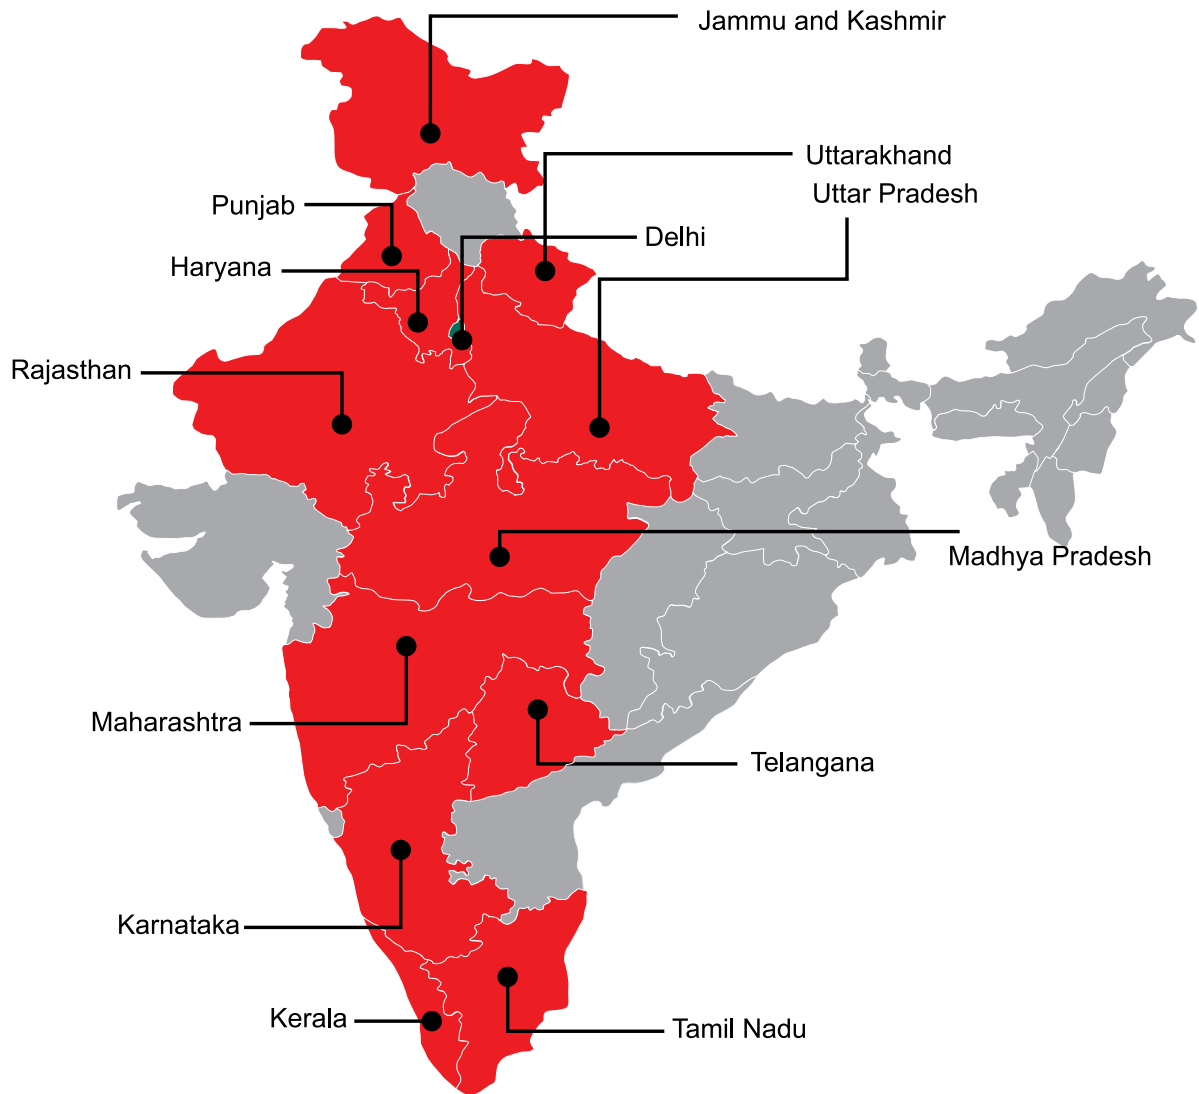 Jammu and Kashmir
Uttarakhand
Uttar Pradesh
Punjab
Delhi
Haryana
Rajasthan
Madhya Pradesh
Maharashtra
Telangana
Karnataka
Kerala
Tamil Nadu